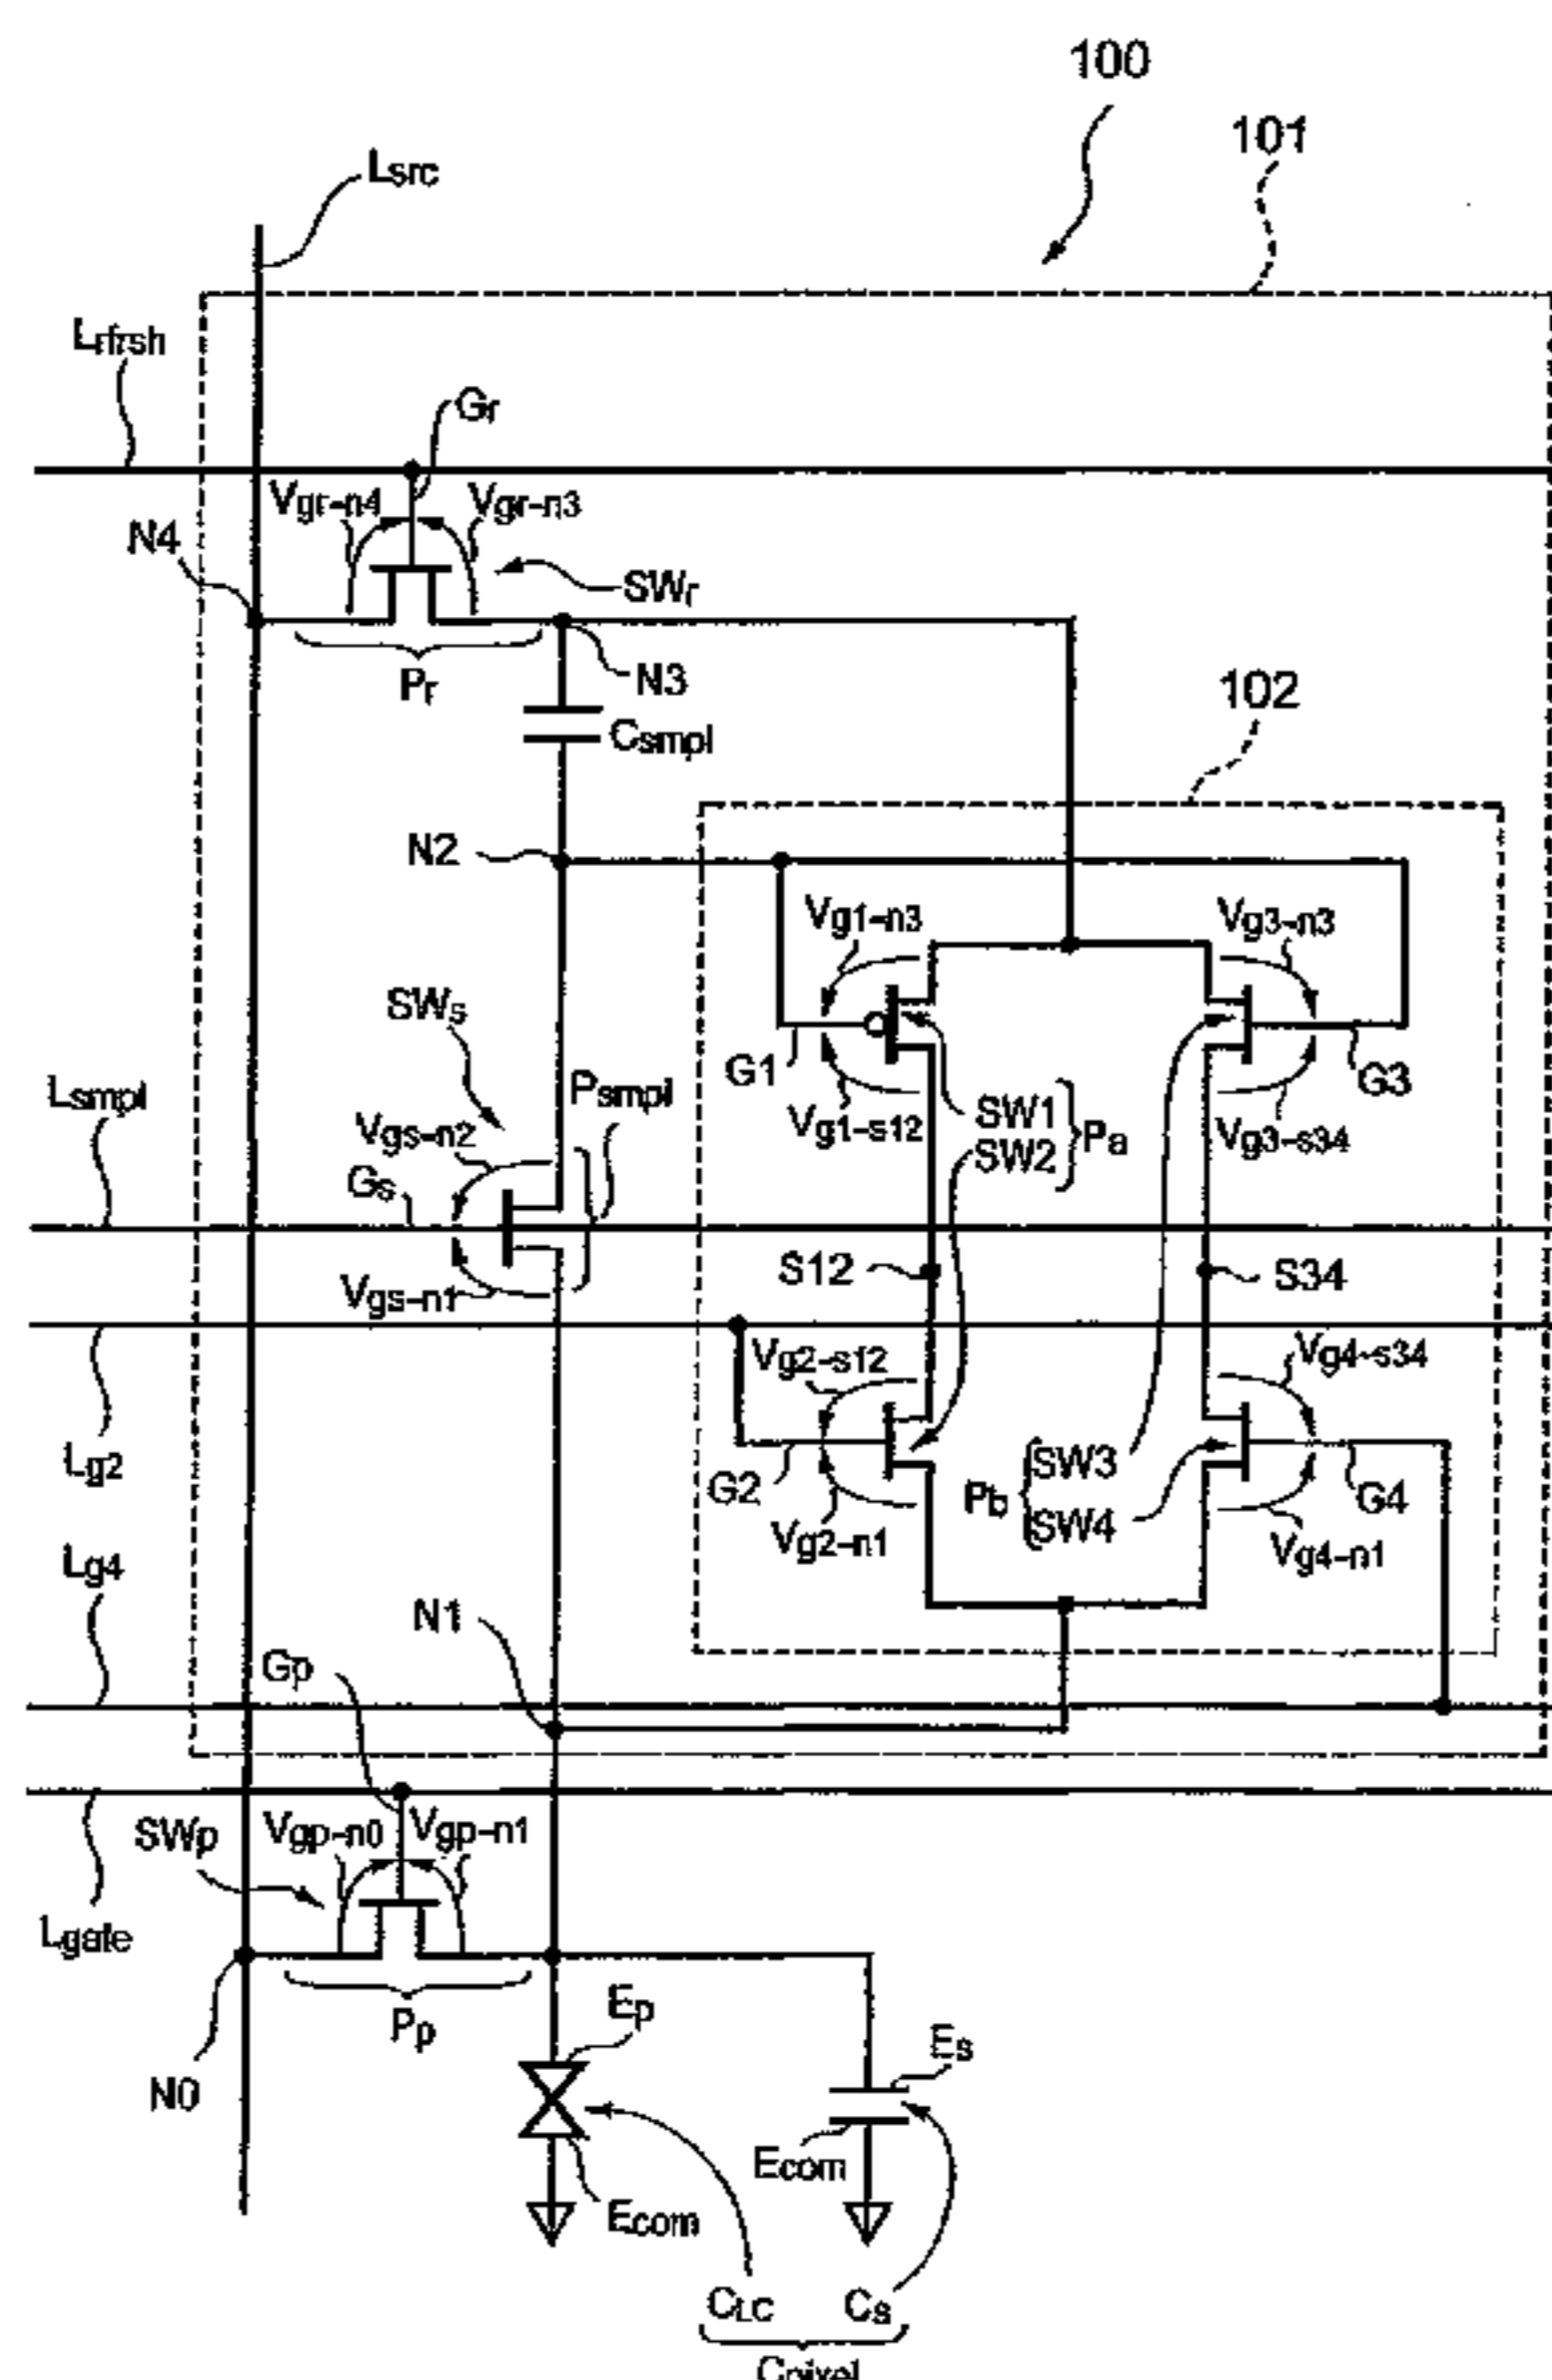 100
101
Lsrc
Lrfrsh
Gr
Vgr-n4
Vgr-n3
N4
SWr
Pr
N3
102
Csmpl
N2
Vg1-n3
Vg3-n3
SWs
G1
G3
Lsmpl
Psmpl
SW1
Vgs-n2
Vg1-s12
SW2
Pa
Vg3-s34
Gs
S12
S34
Vgs-n1
Vg2-s12
Vg4-s34
Lg2
G2
Pb
SW3
G4
SW4
Vg2-n1
Vg4-n1
Lg4
N1
Gp
SWp
Vgp-n0
Vgp-n1
Lgate
Ep
Pp
Es
N0
Ecom
Ecom
CLC
Cs
Cpixel